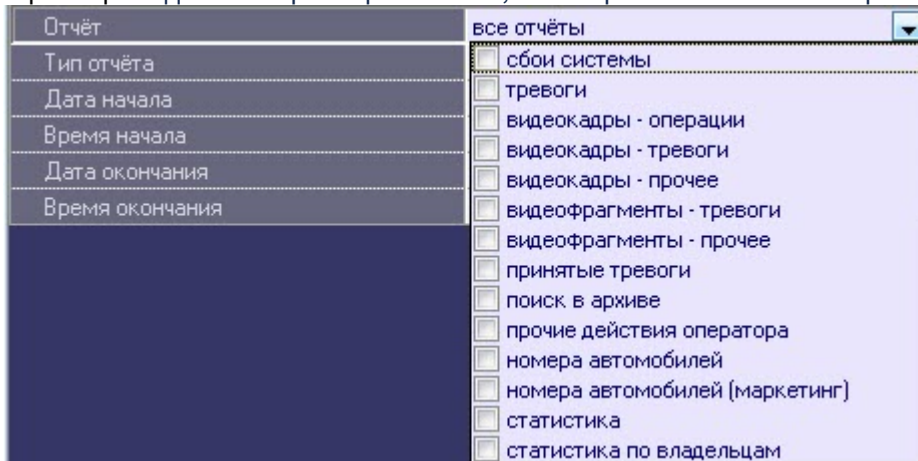 Отчёт
все отчёты
Тип отчёта
сбои системы
Дата начала
тревоги
Время начала
видеокадры - операции
Дата окончания
видеокадры - тревоги
Время окончания
видеокадры - прочее
видеофрагменты - тревоги
видеофрагменты - прочее
принятые тревоги
поиск в архиве
прочие действия оператора
номера автомобилей
номера автомобилей (маркетинг)
статистика
статистика по владельцам